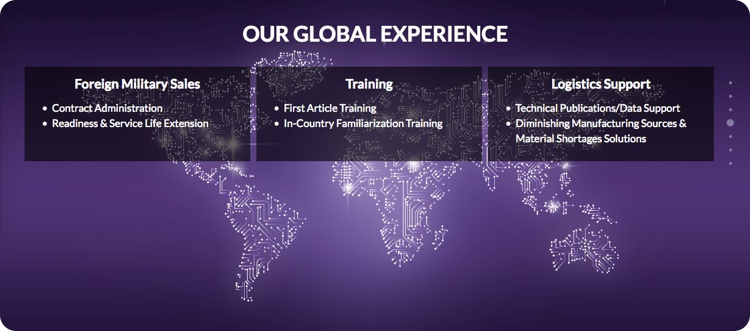 OUR GLOBAL EXPERIENCE
Foreign Military Sales
• Contract Administration
• Readiness & Service Life Extension
Training
• First Article Training
• In-Country Familiarization Training
Logistics Support
• Technical Publications/Data Support
• Diminishing Manufacturing Sources &
Material Shortages Solutions